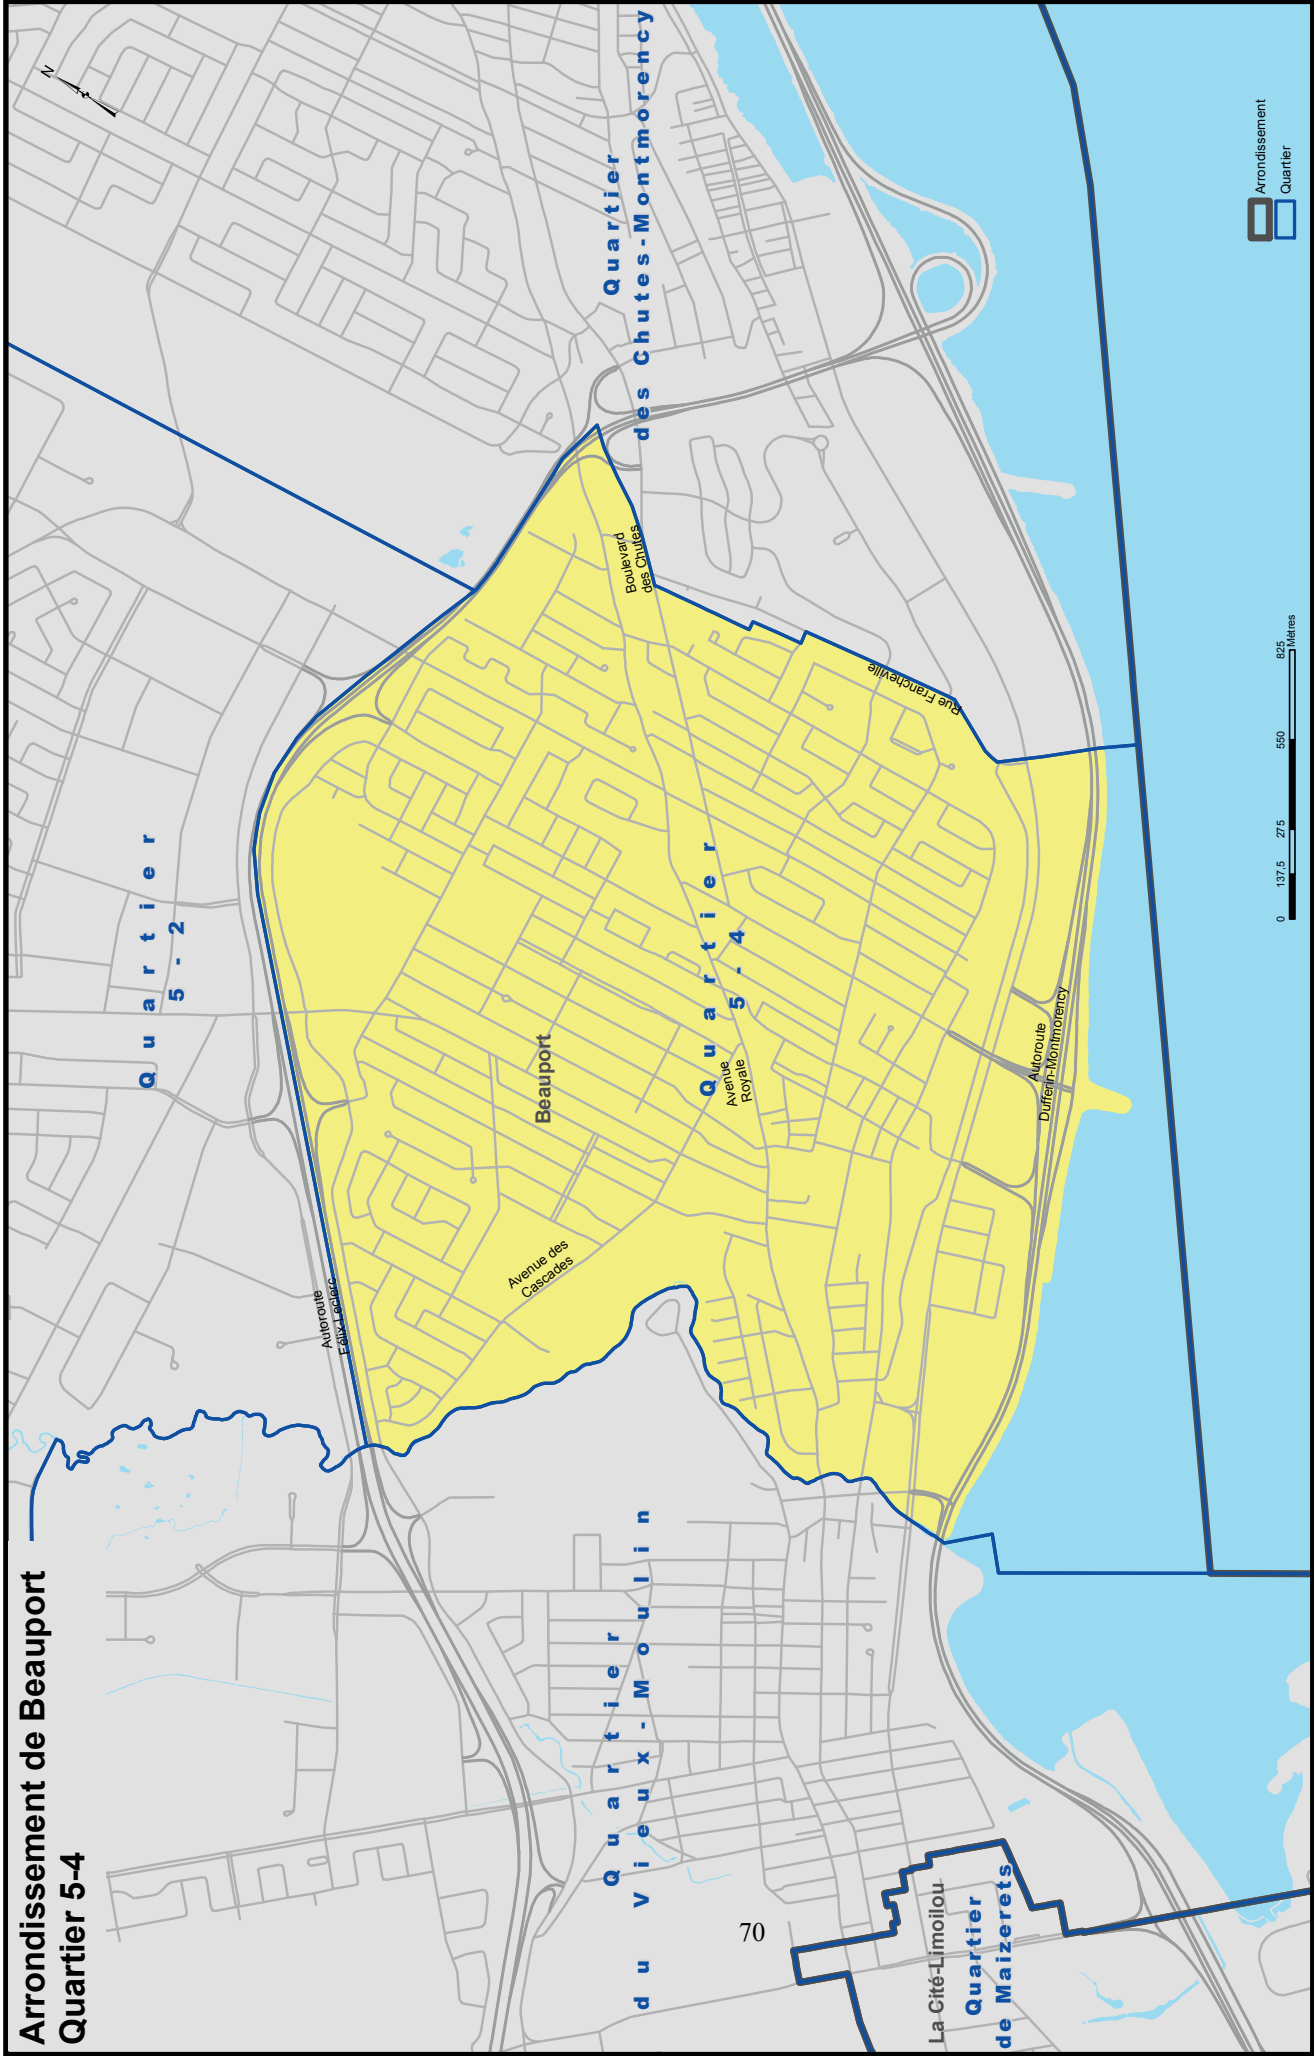 Arrondissement de Beauport
Quartier 5-4
N
Quartier
5-2
Quartier
des Chutes-Montmorency
Autoroute
Félix-Leclerc
Avenue des
Cascades
Beauport
Boulevard
des Chutes
Quartier
5-4
Avenue
Royale
Rue Francheville
Autoroute
Dufferin-Montmorency
Quartier
du Vieux-Moulin
70
La Cité-Limoilou
Quartier
de Maizerets
0 137,5 275 550 825
Mètres
Arrondissement
Quartier